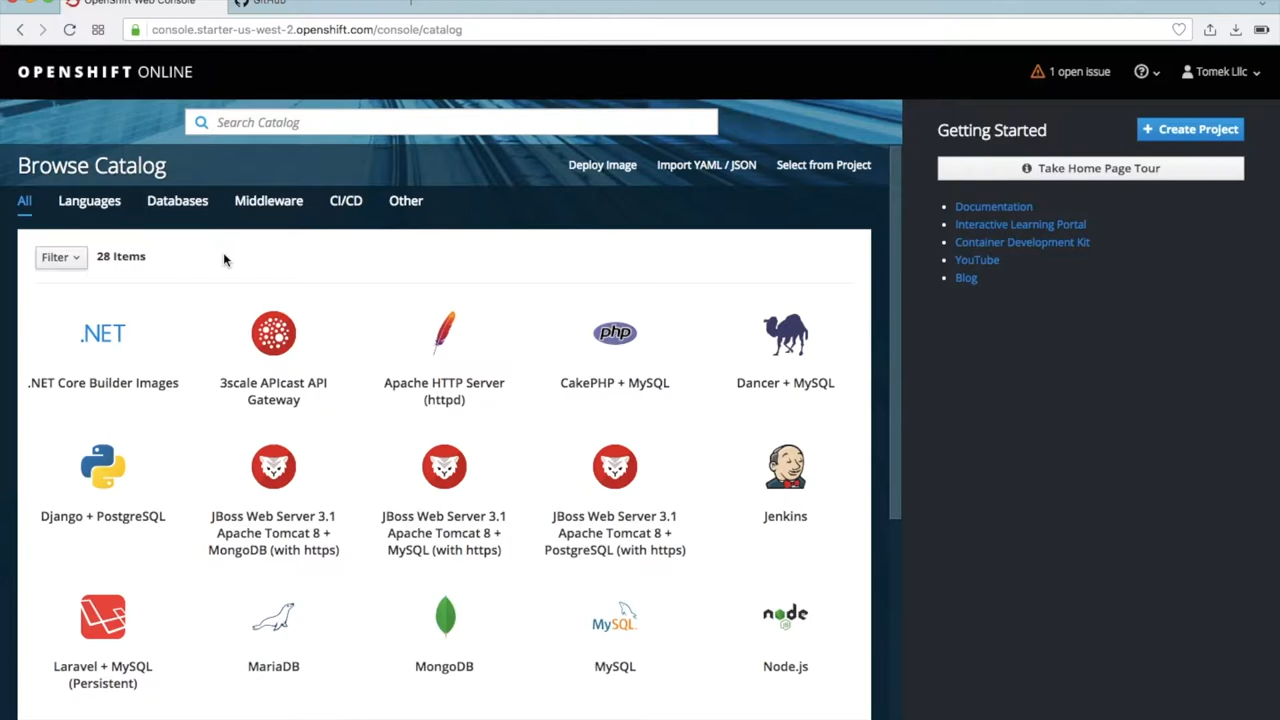 OpenShift Web Console
GitHub
console.starter-us-west-2.openshift.com/console/catalog
OPENSHIFT ONLINE
1 open issue
Tomek Llc
Search Catalog
Getting Started
+ Create Project
Browse Catalog
Deploy Image
Import YAML / JSON
Select from Project
Take Home Page Tour
All
Languages
Databases
Middleware
CI/CD
Other
Documentation
Interactive Learning Portal
Container Development Kit
YouTube
Blog
Filter
28 Items
.NET
php
.NET Core Builder Images
3scale APIcast API
Gateway
Apache HTTP Server
(httpd)
CakePHP + MySQL
Dancer + MySQL
Django + PostgreSQL
JBoss Web Server 3.1
Apache Tomcat 8 +
MongoDB (with https)
JBoss Web Server 3.1
Apache Tomcat 8 +
MySQL (with https)
JBoss Web Server 3.1
Apache Tomcat 8 +
PostgreSQL (with https)
Jenkins
MySQL
node
Laravel + MySQL
(Persistent)
MariaDB
MongoDB
MySQL
Node.js